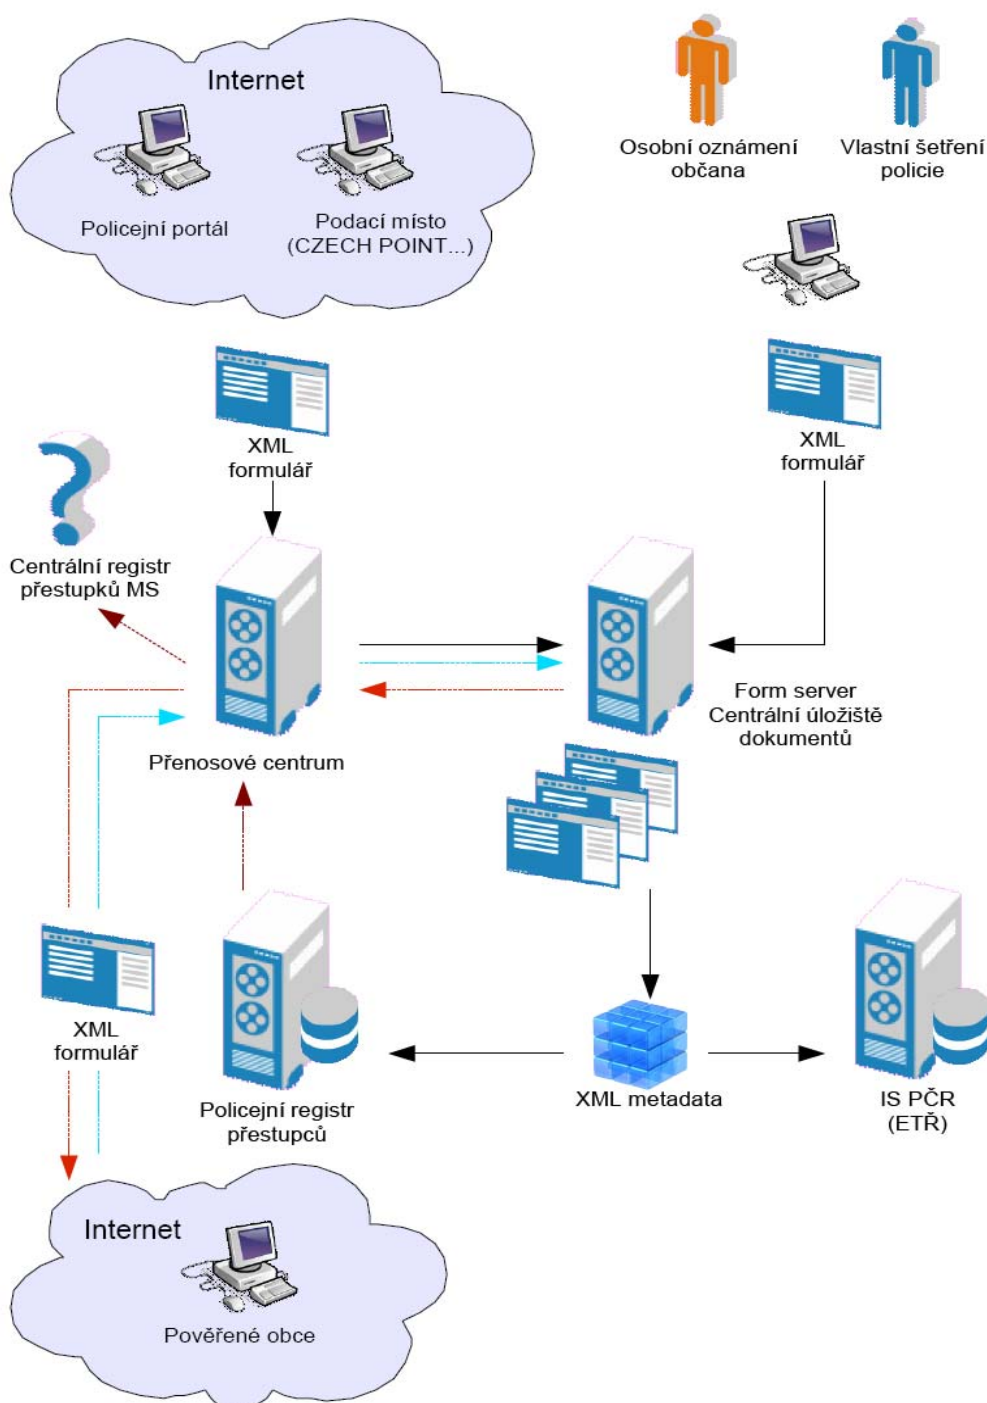 Internet
Policejní portál
Podací místo
(CZECH POINT...)
Osobní oznámení
občana
Vlastní šetření
policie
XML
formulář
XML
formulář
Centrální registr
přestupků MS
Přenosové centrum
Form server
Centrální úložiště
dokumentů
XML
formulář
Policejní registr
přestupců
XML metadata
IS PČR
(ETŘ)
Internet
Pověřené obce